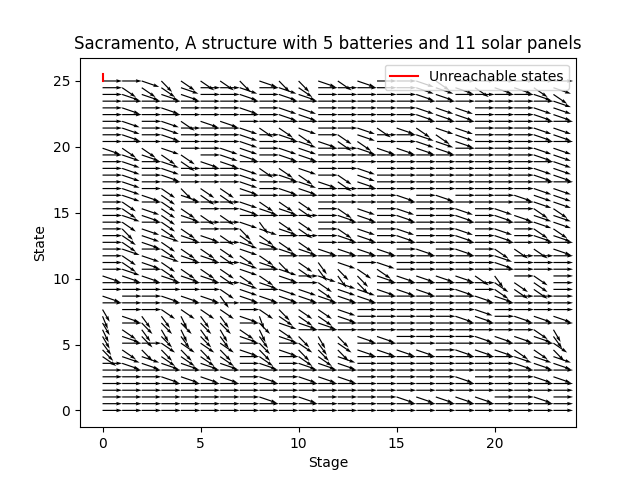 Sacramento, A structure with 5 batteries and 11 solar panels
Unreachable states
25
20
15
10
5
0
State
0 5 10 15 20
Stage